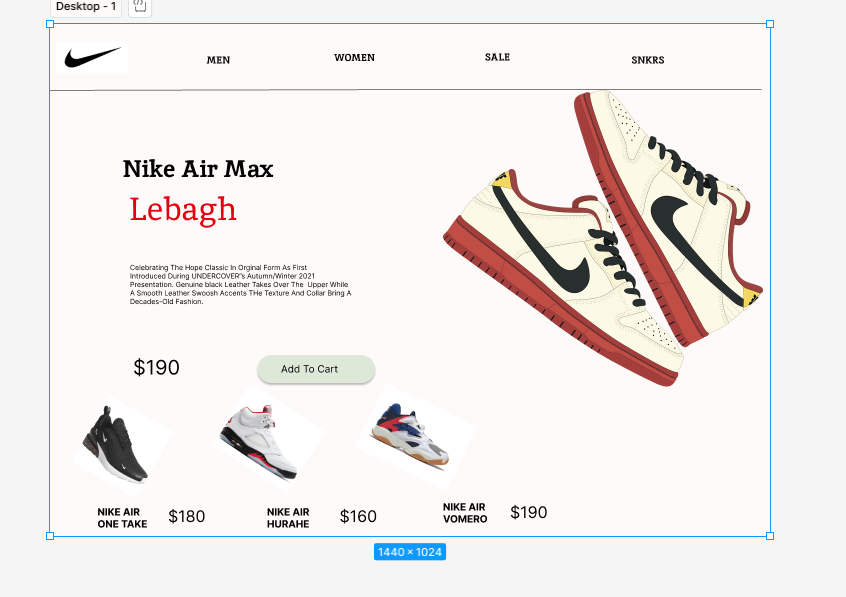 Desktop - 1
MEN WOMEN SALE SNKRS
Nike Air Max
Lebagh
Celebrating The Hope Classic In Orginal Form As First
Introduced During UNDERCOVER"s Autumn/Winter 2021
Presentation. Genuine black Leather Takes Over The Upper While
A Smooth Leather Swoosh Accents THe Texture And Collar Bring A
Decades-Old Fashion.
$190
Add To Cart
NIKE AIR
ONE TAKE
$180
NIKE AIR
HURAHE
$160
NIKE AIR
VOMERO
$190
1440 × 1024